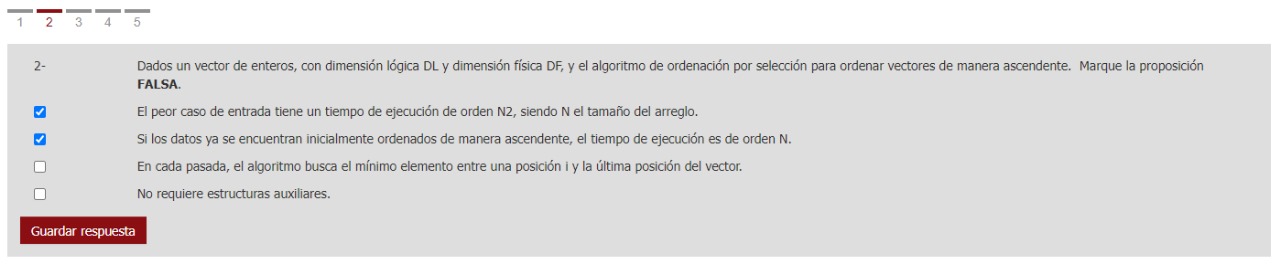 1 2 3 4 5
2- Dados un vector de enteros, con dimensión lógica DL y dimensión física DF, y el algoritmo de ordenación por selección para ordenar vectores de manera ascendente. Marque la proposición
FALSA.
El peor caso de entrada tiene un tiempo de ejecución de orden N2, siendo N el tamaño del arreglo.
Si los datos ya se encuentran inicialmente ordenados de manera ascendente, el tiempo de ejecución es de orden N.
En cada pasada, el algoritmo busca el mínimo elemento entre una posición i y la última posición del vector.
No requiere estructuras auxiliares.
Guardar respuesta